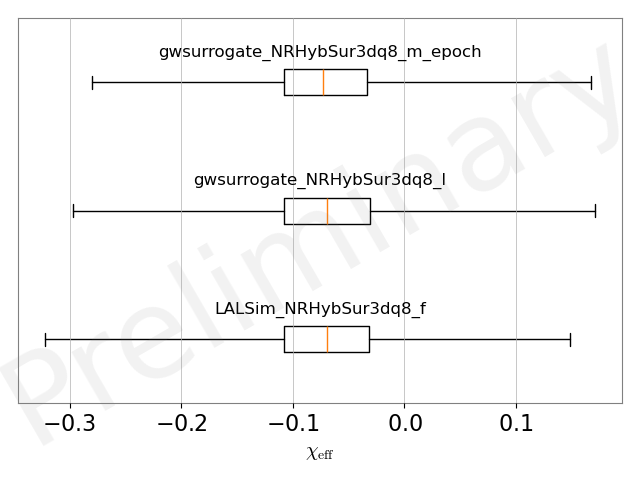 gwsurrogate_NRHybSur3dq8_m_epoch
gwsurrogate_NRHybSur3dq8_l
LALSim_NRHybSur3dq8_f
Preliminary
−0.3 −0.2 −0.1 0.0 0.1
χeff